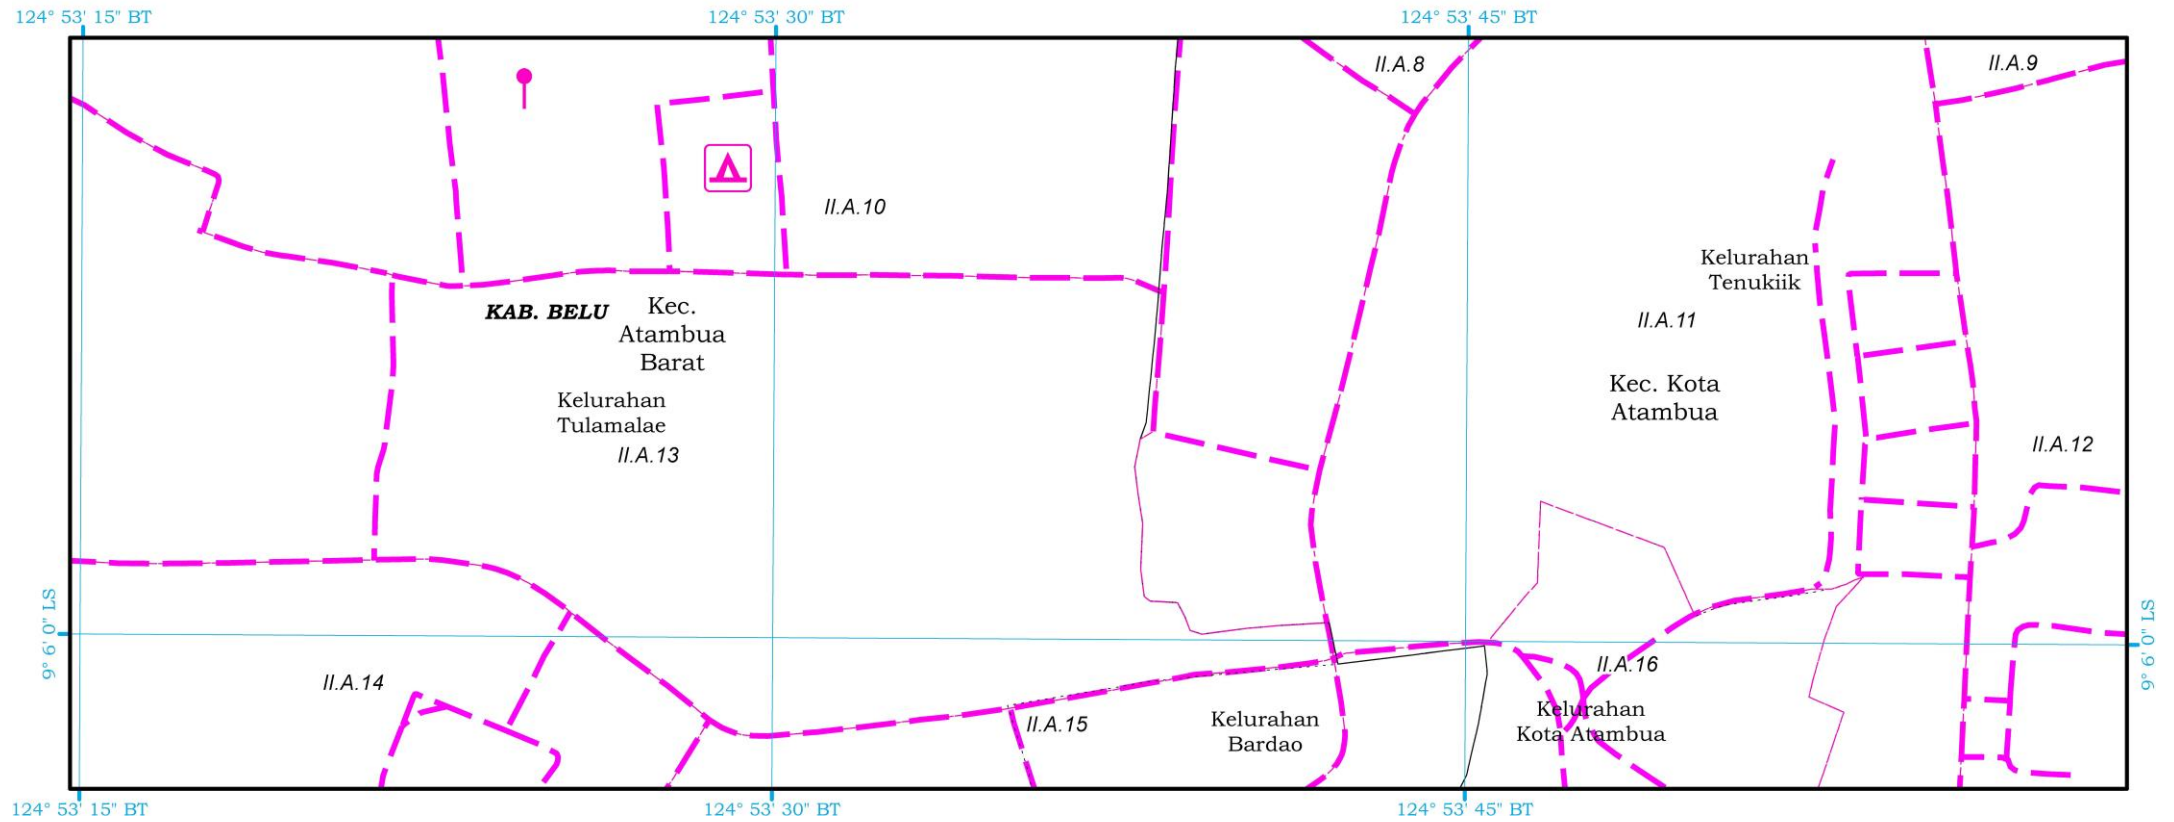 124° 53' 15" BT
124° 53' 30" BT
124° 53' 45" BT
II.A.8
II.A.9
II.A.10
Kelurahan
Tenukiik
KAB. BELU
Kec.
Atambua
Barat
II.A.11
Kec. Kota
Atambua
Kelurahan
Tulamalae
II.A.13
II.A.12
9° 6' 0" LS
9° 6' 0" LS
II.A.14
II.A.16
II.A.15
Kelurahan
Bardao
Kelurahan
Kota Atambua
124° 53' 15" BT
124° 53' 30" BT
124° 53' 45" BT